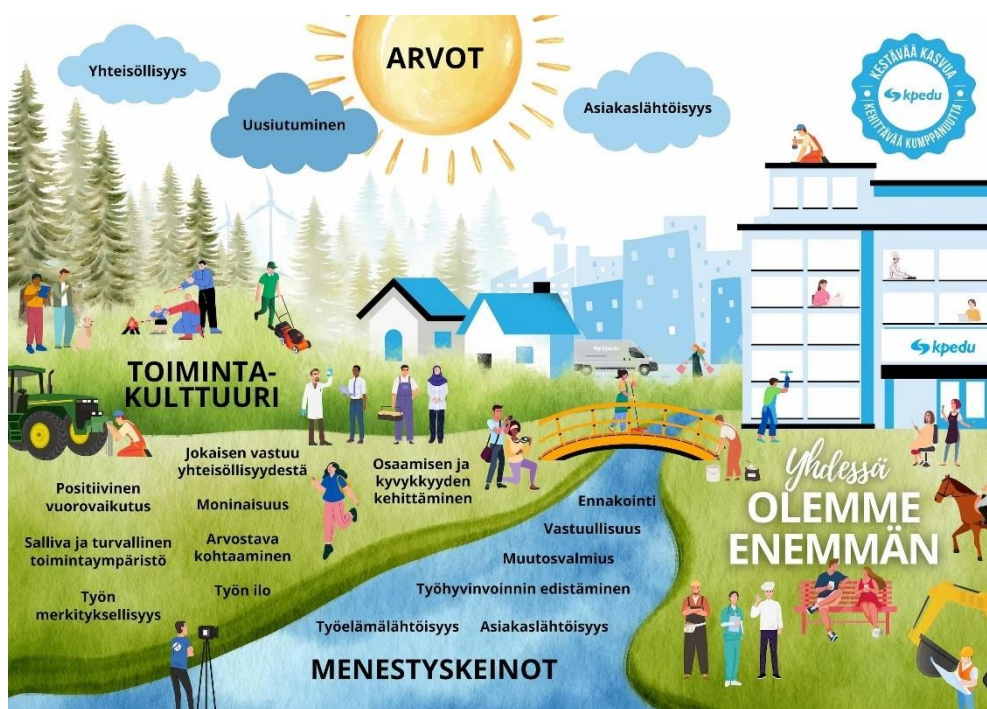 ARVOT
Yhteisöllisyys
Uusiutuminen
Asiakaslähtöisyys
KESTÄVÄÄ KASVUA
kpedu
KEHITTÄVÄÄ KUMPPANUUTTA
kpedu
kpedu
TOIMINTA-
KULTTUURI
Jokaisen vastuu
yhteisöllisyydestä
Positiivinen
vuorovaikutus
Moninaisuus
Salliva ja turvallinen
toimintaympäristö
Arvostava
kohtaaminen
Työn
merkityksellisyys
Työn ilo
Osaamisen ja
kyvykkyyden
kehittäminen
Ennakointi
Vastuullisuus
Muutosvalmius
Työhyvinvoinnin edistäminen
Työelämälähtöisyys
Asiakaslähtöisyys
MENESTYSKEINOT
Yhdessä
OLEMME
ENEMMÄN